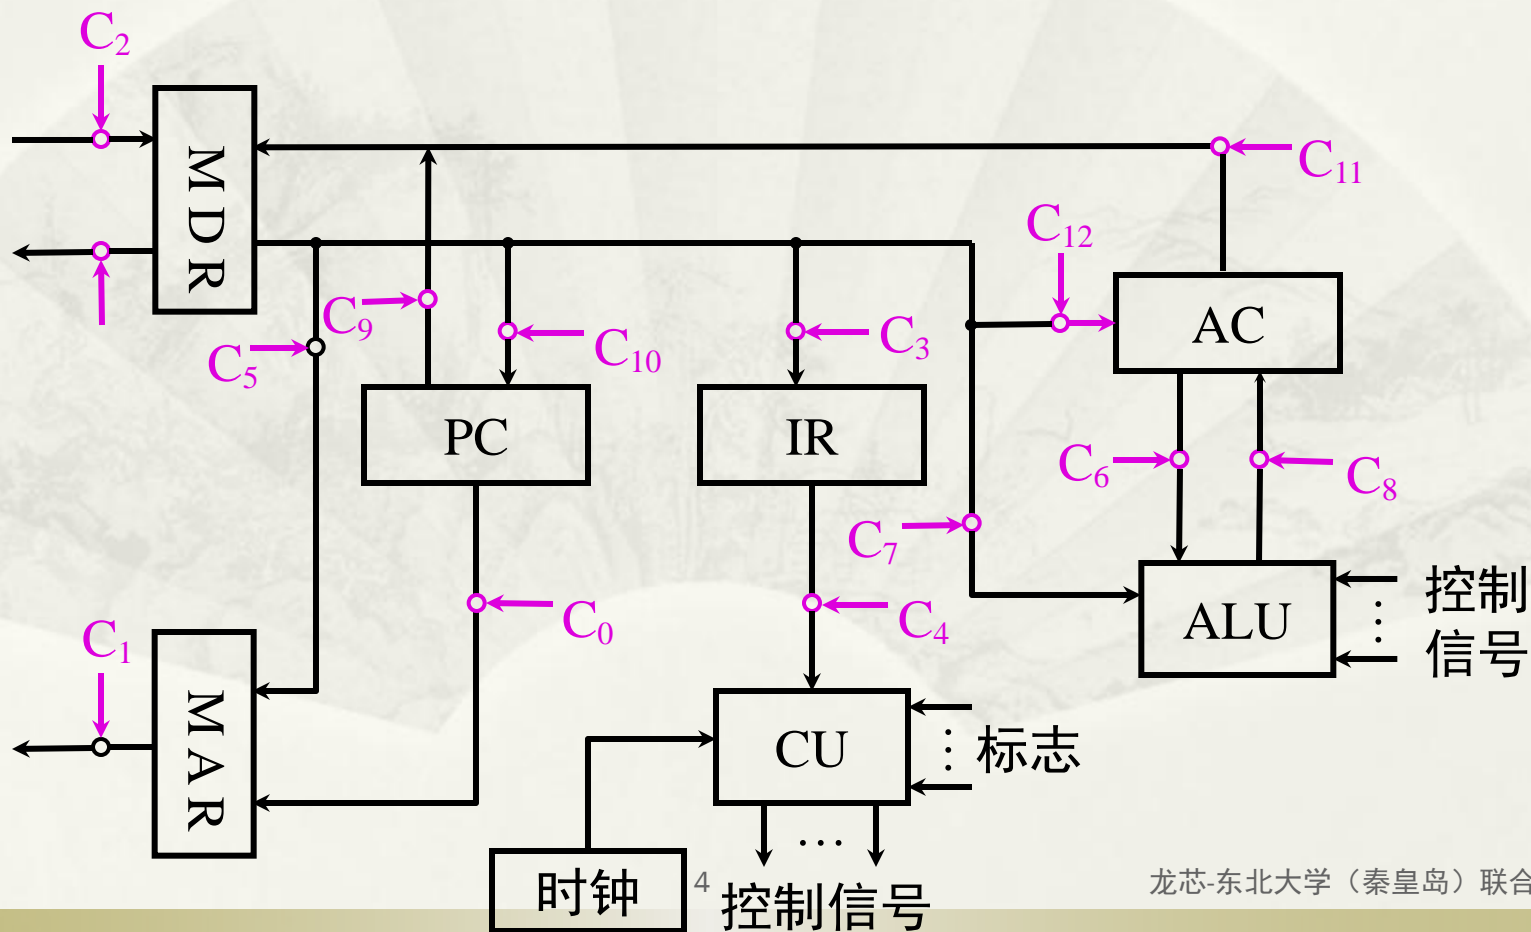 C2
MDR
C11
C12
C9
C10
C3
C5
AC
PC
IR
C6
C8
C7
C0
C4
C1
ALU
控制
信号
MAR
CU
标志
…
时钟
4
控制信号
龙芯-东北大学（秦皇岛）联合